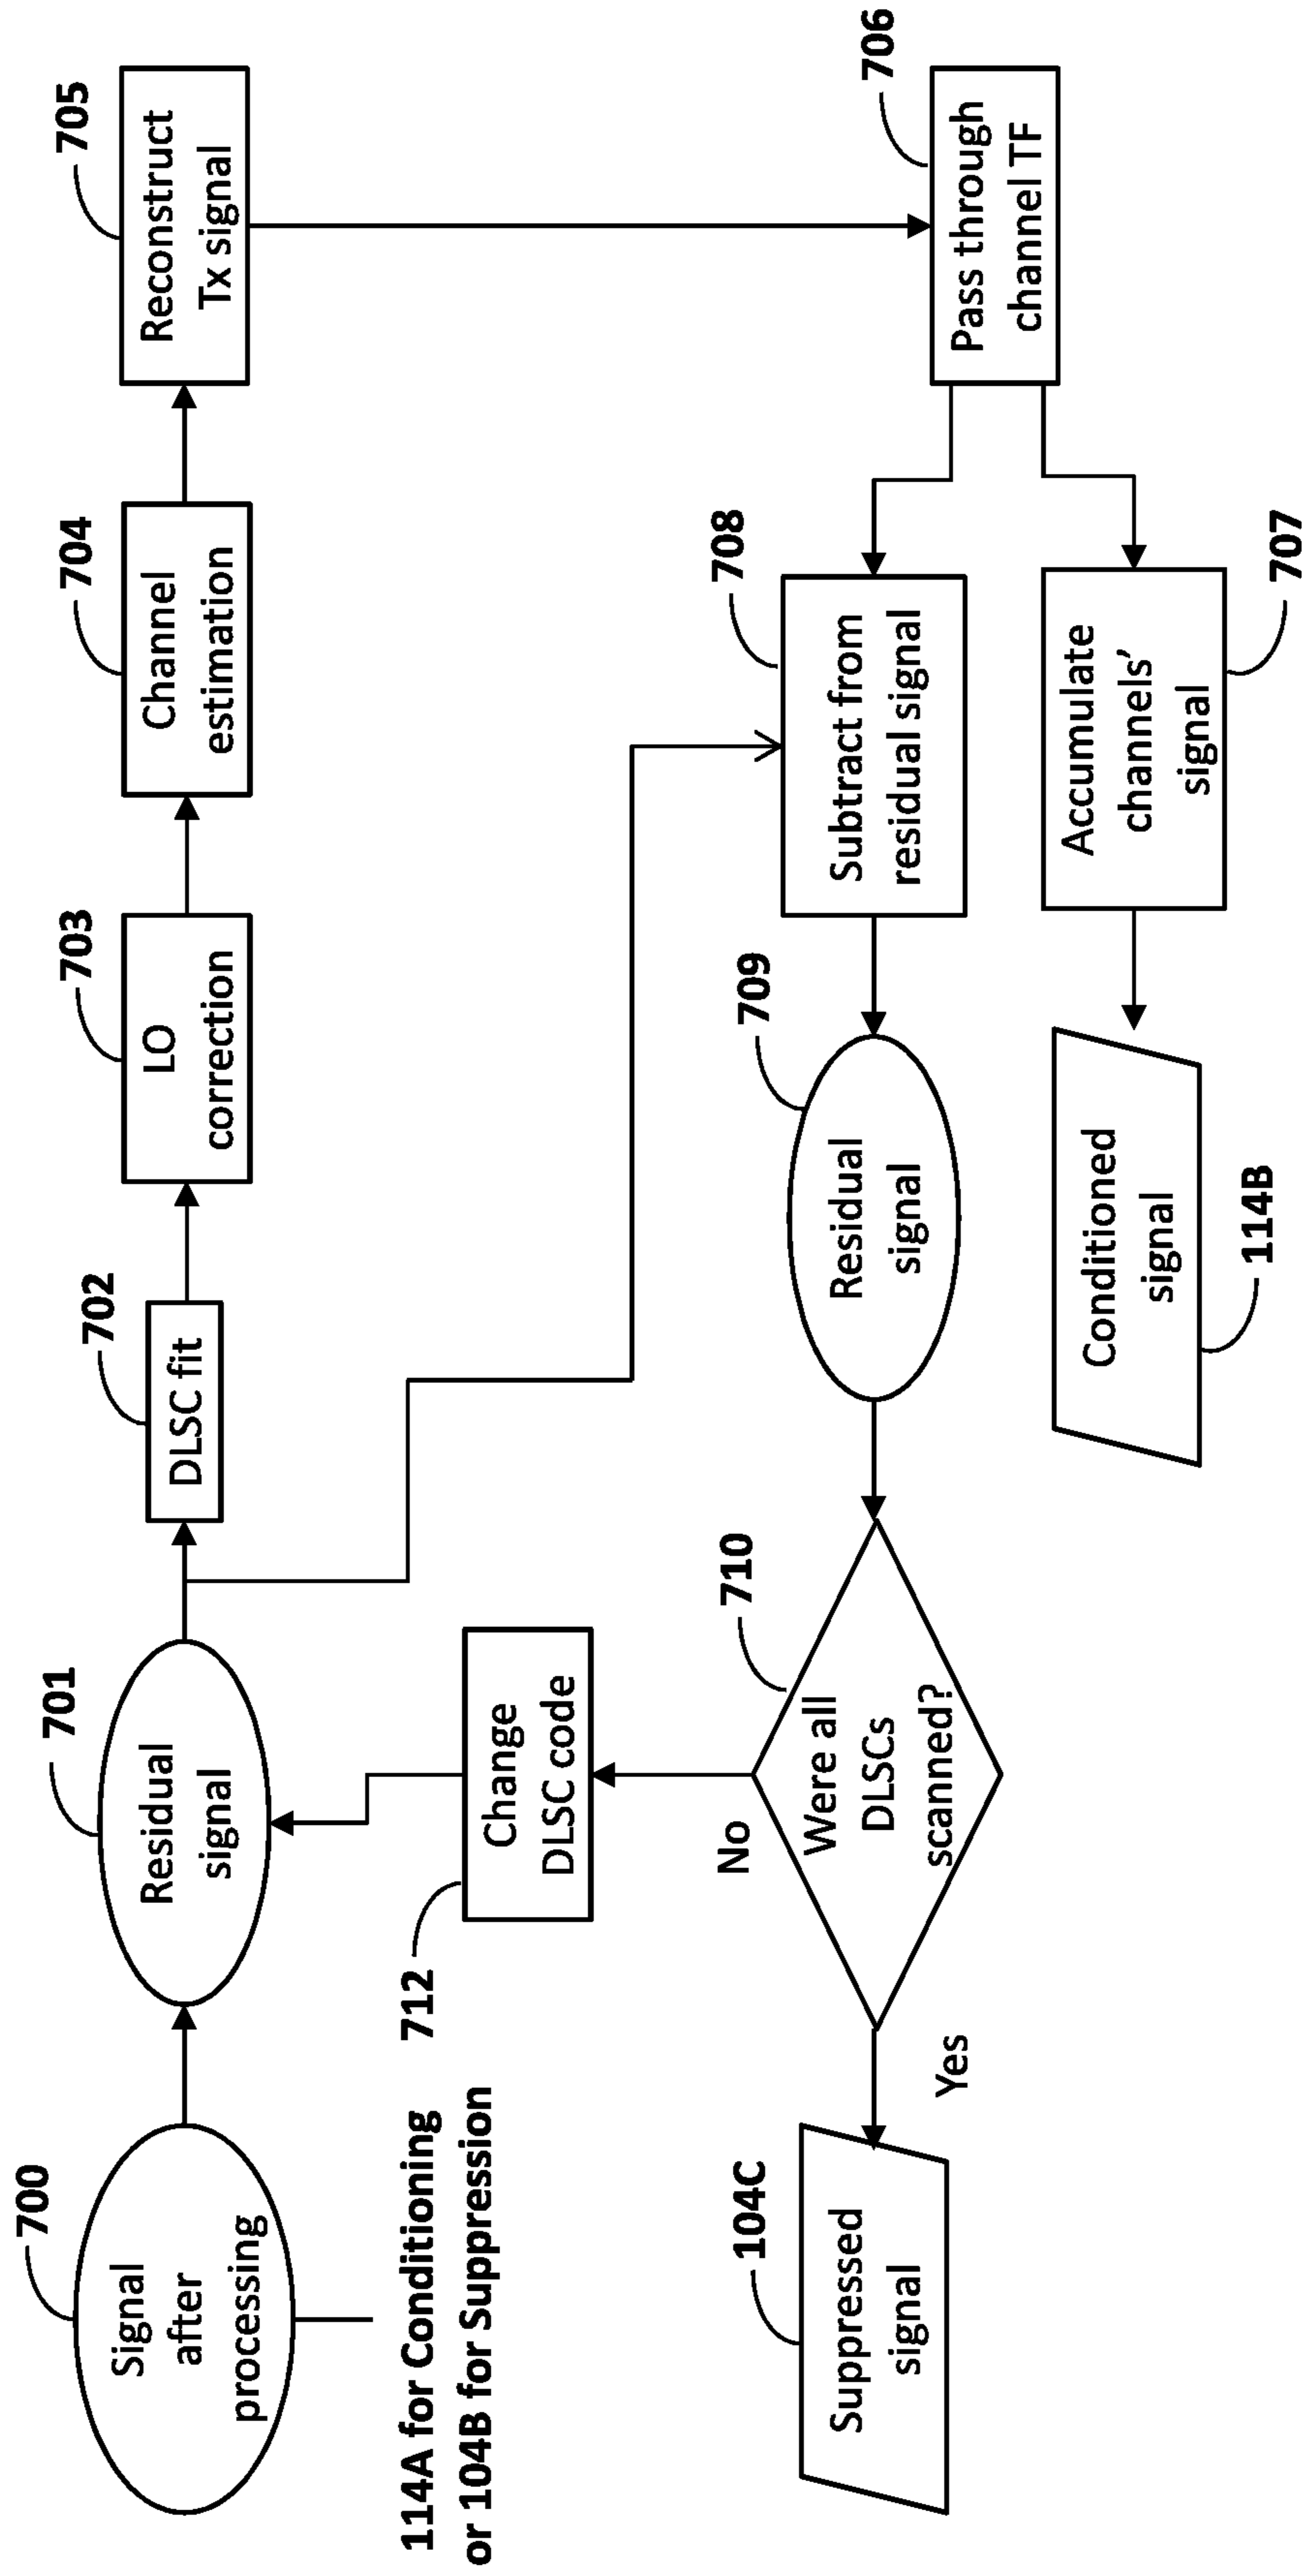 700
Signal
after
processing
114A for Conditioning
or 104B for Suppression
701
Residual
signal
702
DLSC fit
703
LO
correction
704
Channel
estimation
705
Reconstruct
Tx signal
706
Pass through
channel TF
707
Accumulate
channels'
signal
708
Subtract from
residual signal
709
Residual
signal
710
Were all
DLSCs
scanned?
No
712
Change
DLSC code
Yes
104C
Suppressed
signal
Conditioned
signal
114B